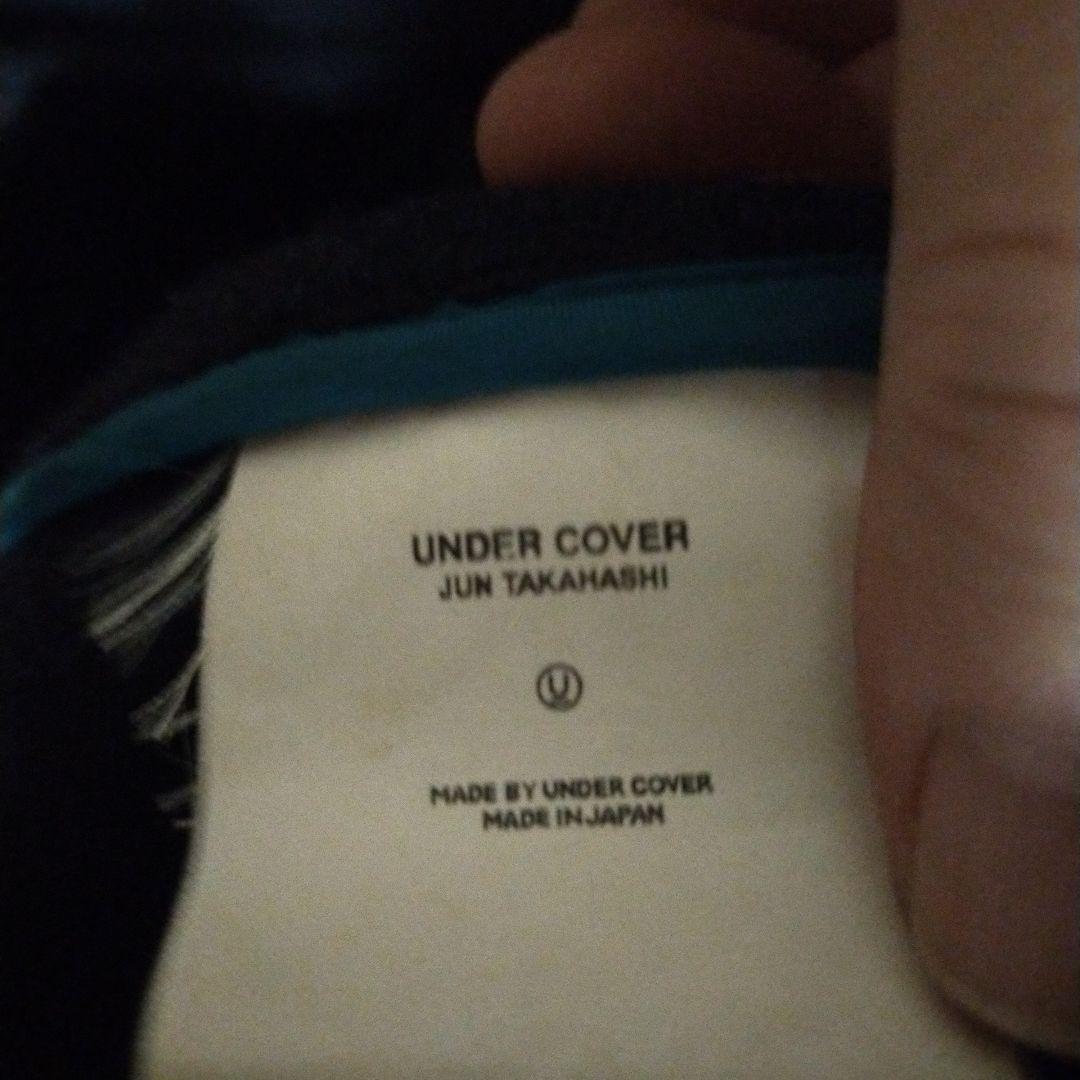 UNDER COVER
JUN TAKAHASHI
U
MADE BY UNDER COVER
MADE IN JAPAN